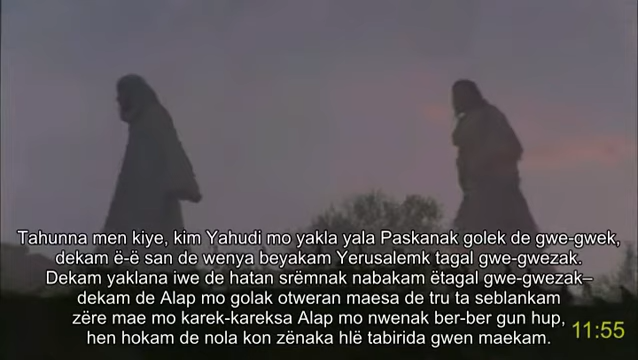 Tahunna men kiye, kim Yahudi mo yakla yala Paskanak golek de gwe-gwek,
dekam ë-ë san de wenya beyakam Yerusalemk tagal gwe-gwezak.
Dekam yaklana iwe de hatan srëmnak nabakam ëtagal gwe-gwezak–
dekam de Alap mo golak otweran maesa de tru ta seblankam
zëre mae mo karek-kareksa Alap mo nwenak ber-ber gun hup,
hen hokam de nola kon zënaka hlë tabirida gwen maekam.
11:55